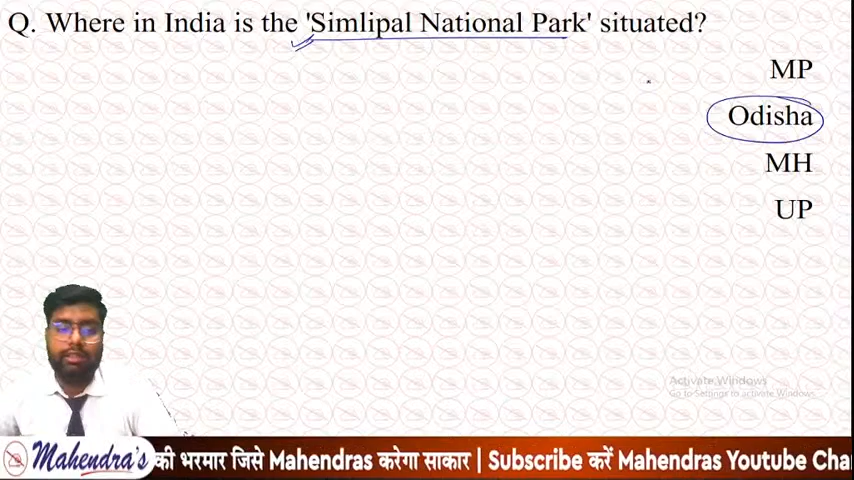 Q. Where in India is the 'Simlipal National Park' situated?
MP
Odisha
MH
UP
Activate Windows
Go to Settings to activate Windows.
Mahendra's की भरमार जिसे Mahendras करेगा साकार | Subscribe करें Mahendras Youtube Cha